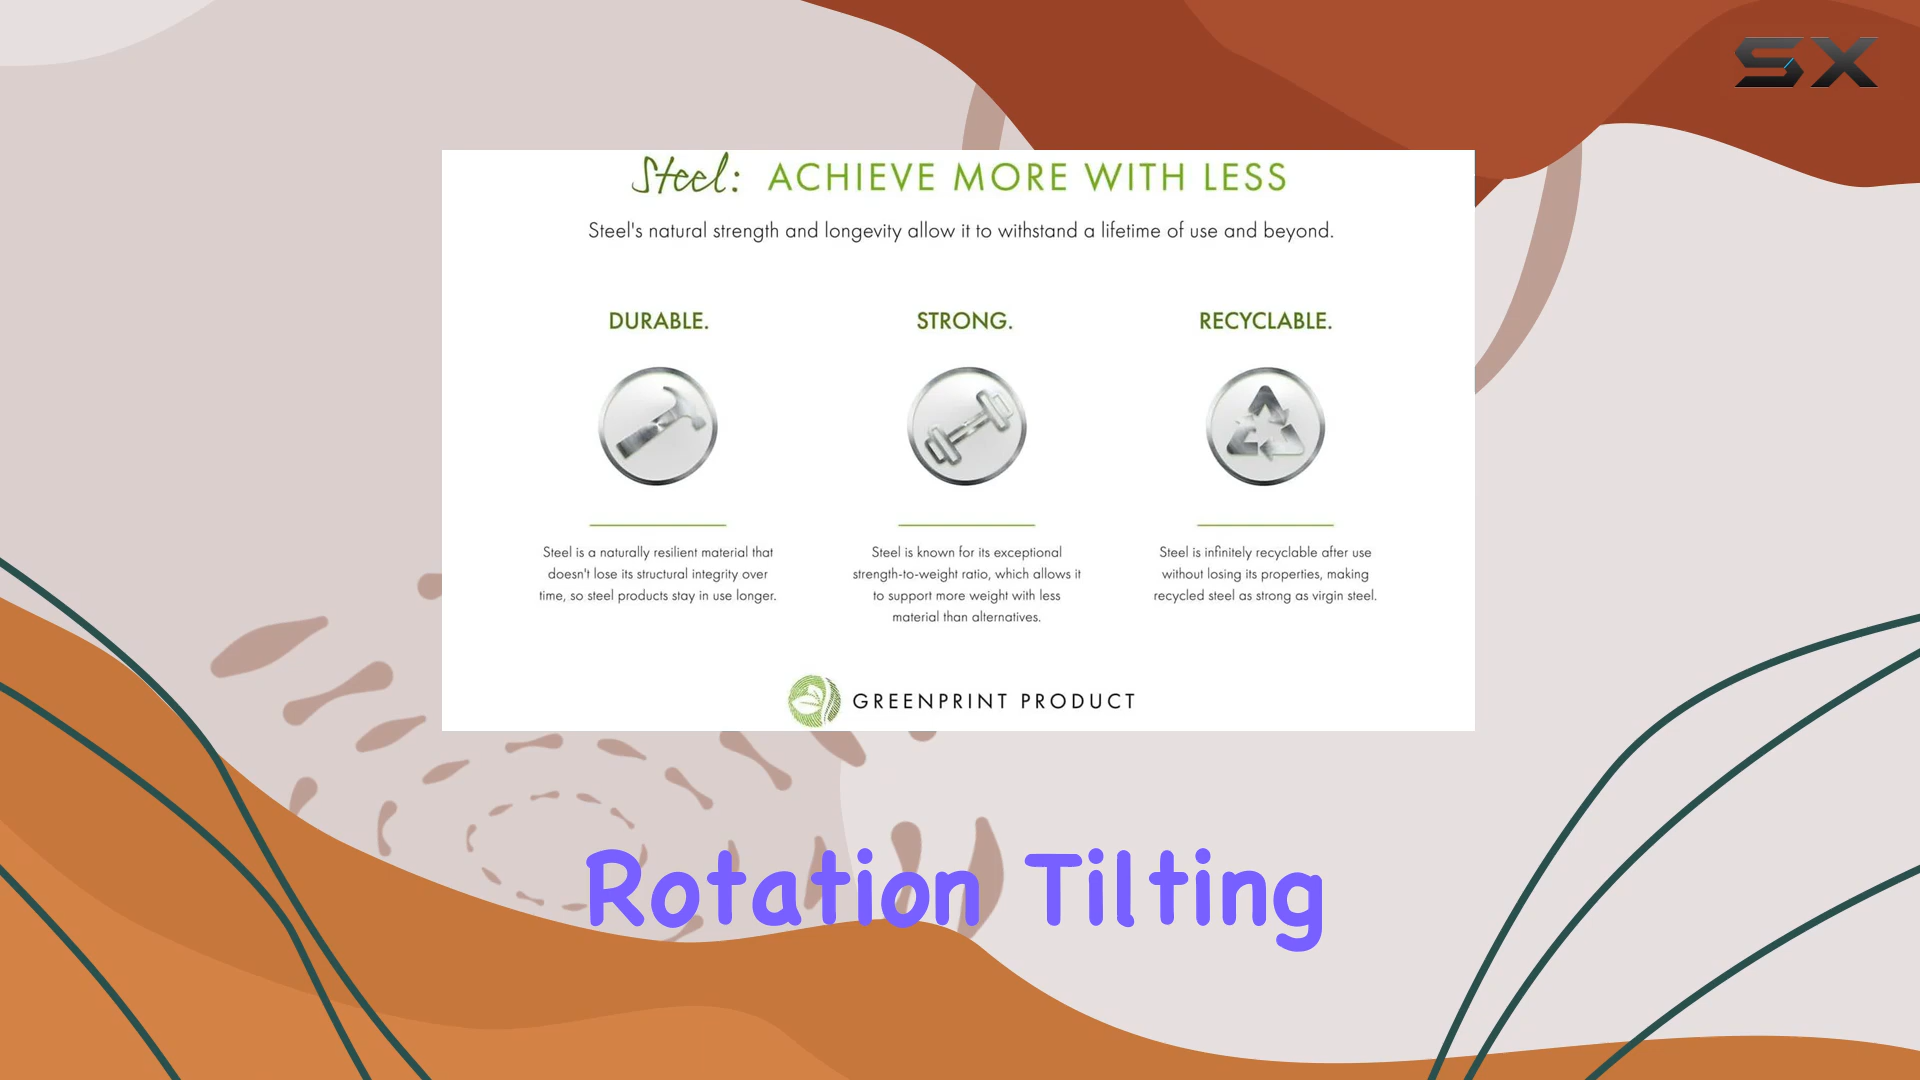 SX
Steel: ACHIEVE MORE WITH LESS
Steel's natural strength and longevity allow it to withstand a lifetime of use and beyond.
DURABLE.
Steel is a naturally resilient material that
doesn't lose its structural integrity over
time, so steel products stay in use longer.
STRONG.
Steel is known for its exceptional
strength-to-weight ratio, which allows it
to support more weight with less
material than alternatives.
RECYCLABLE.
Steel is infinitely recyclable after use
without losing its properties, making
recycled steel as strong as virgin steel.
GREENPRINT PRODUCT
Rotation Tilting